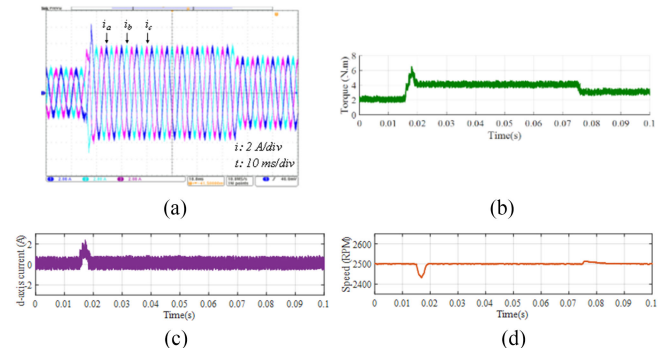 i_a i_b i_c
i: 2 A/div
t: 10 ms/div
(a)
Torque (N.m)
8
6
4
2
0
0 0.01 0.02 0.03 0.04 0.05 0.06 0.07 0.08 0.09 0.1
Time(s)
(b)
d-axis current (A)
2
0
-2
0 0.01 0.02 0.03 0.04 0.05 0.06 0.07 0.08 0.09 0.1
Time(s)
(c)
Speed (RPM)
2600
2500
2400
0 0.01 0.02 0.03 0.04 0.05 0.06 0.07 0.08 0.09 0.1
Time(s)
(d)